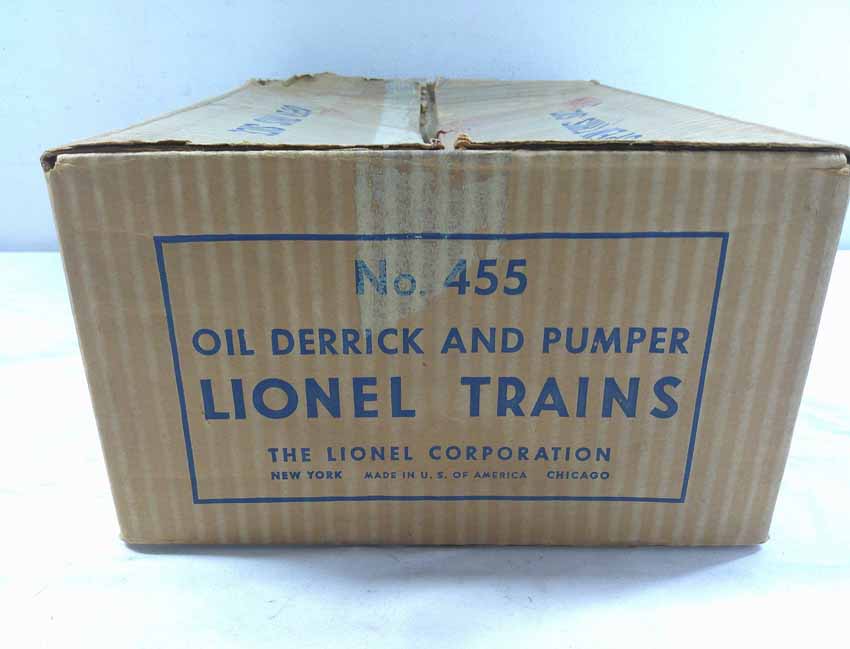 No. 455
OIL DERRICK AND PUMPER
LIONEL TRAINS
THE LIONEL CORPORATION
NEW YORK MADE IN U. S. OF AMERICA CHICAGO